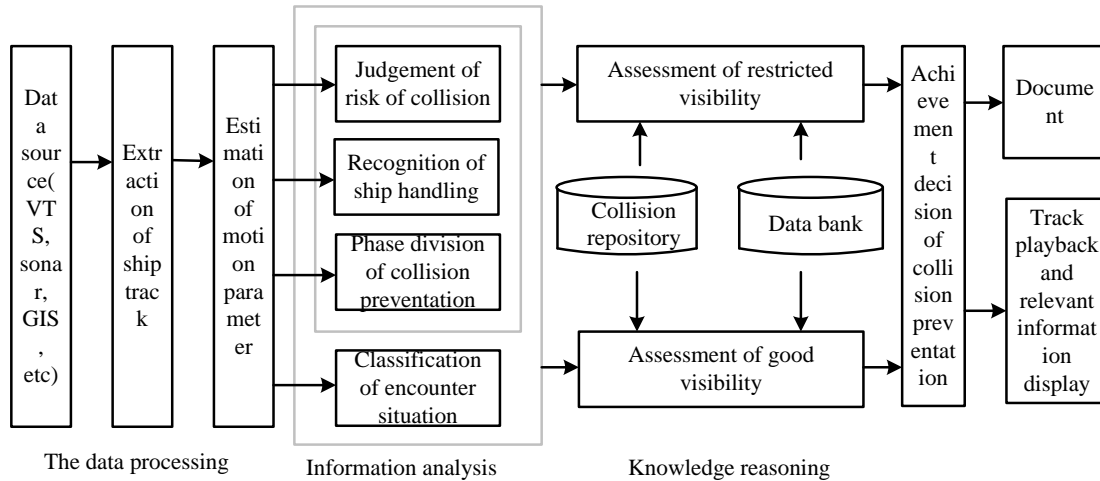 Dat
a
sour
ce(
VT
S,
sona
r,
GIS
,
etc)
Extr
acti
on
of
ship
trac
k
Esti
mati
on
of
moti
on
para
met
er
Judgement of
risk of collision
Recognition of
ship handling
Phase division
of collision
preventation
Classification
of encounter
situation
Assessment of restricted
visibility
Collision
repository
Data bank
Assessment of good
visibility
Achi
eve
men
t
deci
sion
of
colli
sion
prev
entat
ion
Docume
nt
Track
playback
and
relevant
informat
ion
display
The data processing
Information analysis
Knowledge reasoning